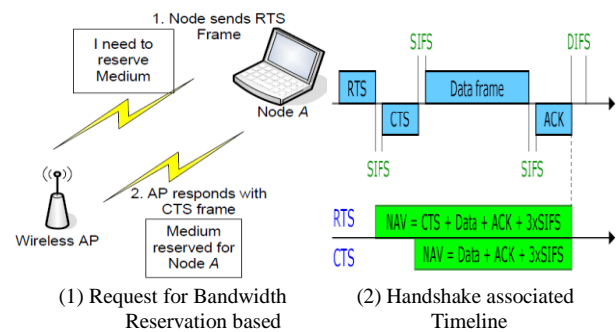 1. Node sends RTS
Frame
I need to
reserve
Medium
Node A
2. AP responds with
CTS frame
Wireless AP
Medium
reserved for
Node A
(1) Request for Bandwidth
Reservation based
SIFS
DIFS
RTS
Data frame
CTS
ACK
SIFS
SIFS
RTS
NAV = CTS + Data + ACK + 3xSIFS
CTS
NAV = Data + ACK + 3xSIFS
(2) Handshake associated
Timeline